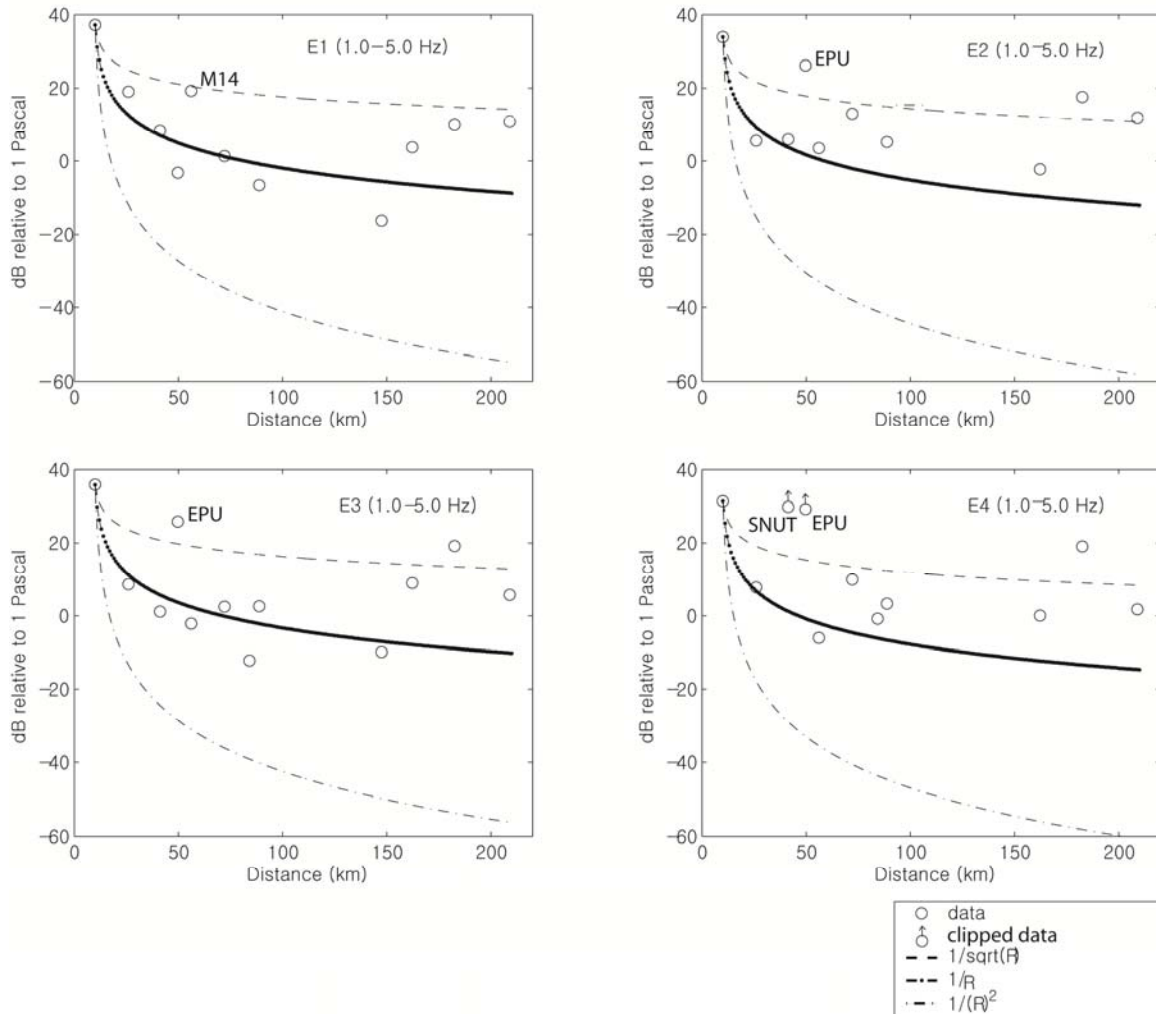 40
20
0
−20
−40
−60
dB relative to 1 Pascal
E1 (1.0−5.0 Hz)
M14
0 50 100 150 200
Distance (km)
40
20
0
−20
−40
−60
dB relative to 1 Pascal
E2 (1.0−5.0 Hz)
EPU
0 50 100 150 200
Distance (km)
40
20
0
−20
−40
−60
dB relative to 1 Pascal
E3 (1.0−5.0 Hz)
EPU
0 50 100 150 200
Distance (km)
40
20
0
−20
−40
−60
dB relative to 1 Pascal
E4 (1.0−5.0 Hz)
SNUT EPU
0 50 100 150 200
Distance (km)
data
clipped data
1/sqrt(R)
1/R
1/(R)²